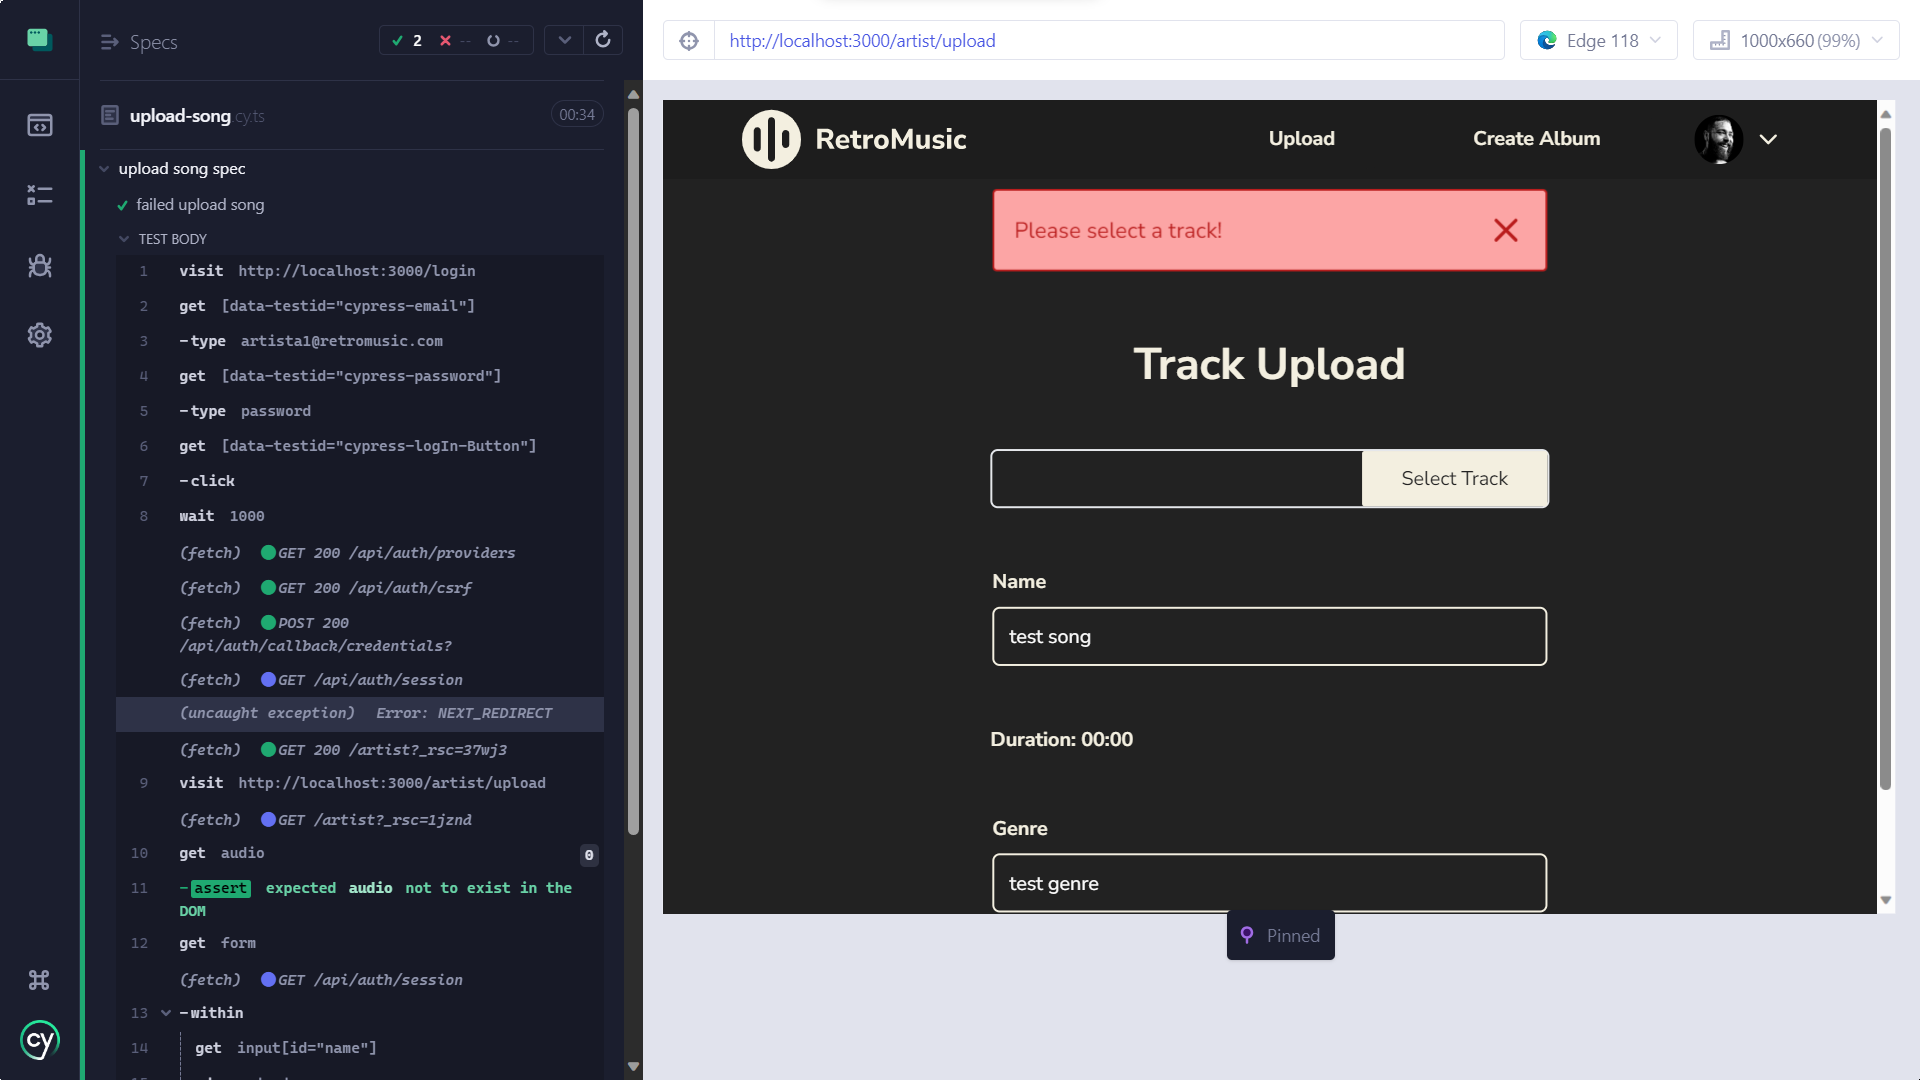 Specs
2 -- --
upload-song.cy.ts 00:34
upload song spec
failed upload song
TEST BODY
1 visit http://localhost:3000/login
2 get [data-testid="cypress-email"]
3 -type artista1@retromusic.com
4 get [data-testid="cypress-password"]
5 -type password
6 get [data-testid="cypress-logIn-Button"]
7 -click
8 wait 1000
(fetch) GET 200 /api/auth/providers
(fetch) GET 200 /api/auth/csrf
(fetch) POST 200
/api/auth/callback/credentials?
(fetch) GET /api/auth/session
(uncaught exception) Error: NEXT_REDIRECT
(fetch) GET 200 /artist?_rsc=37wj3
9 visit http://localhost:3000/artist/upload
(fetch) GET /artist?_rsc=1jznd
10 get audio 0
11 -assert expected audio not to exist in the
DOM
12 get form
(fetch) GET /api/auth/session
13 -within
14 get input[id="name"]
cy
http://localhost:3000/artist/upload
Edge 118
1000x660 (99%)
RetroMusic
Upload
Create Album
Please select a track!
Track Upload
Select Track
Name
test song
Duration: 00:00
Genre
test genre
Pinned